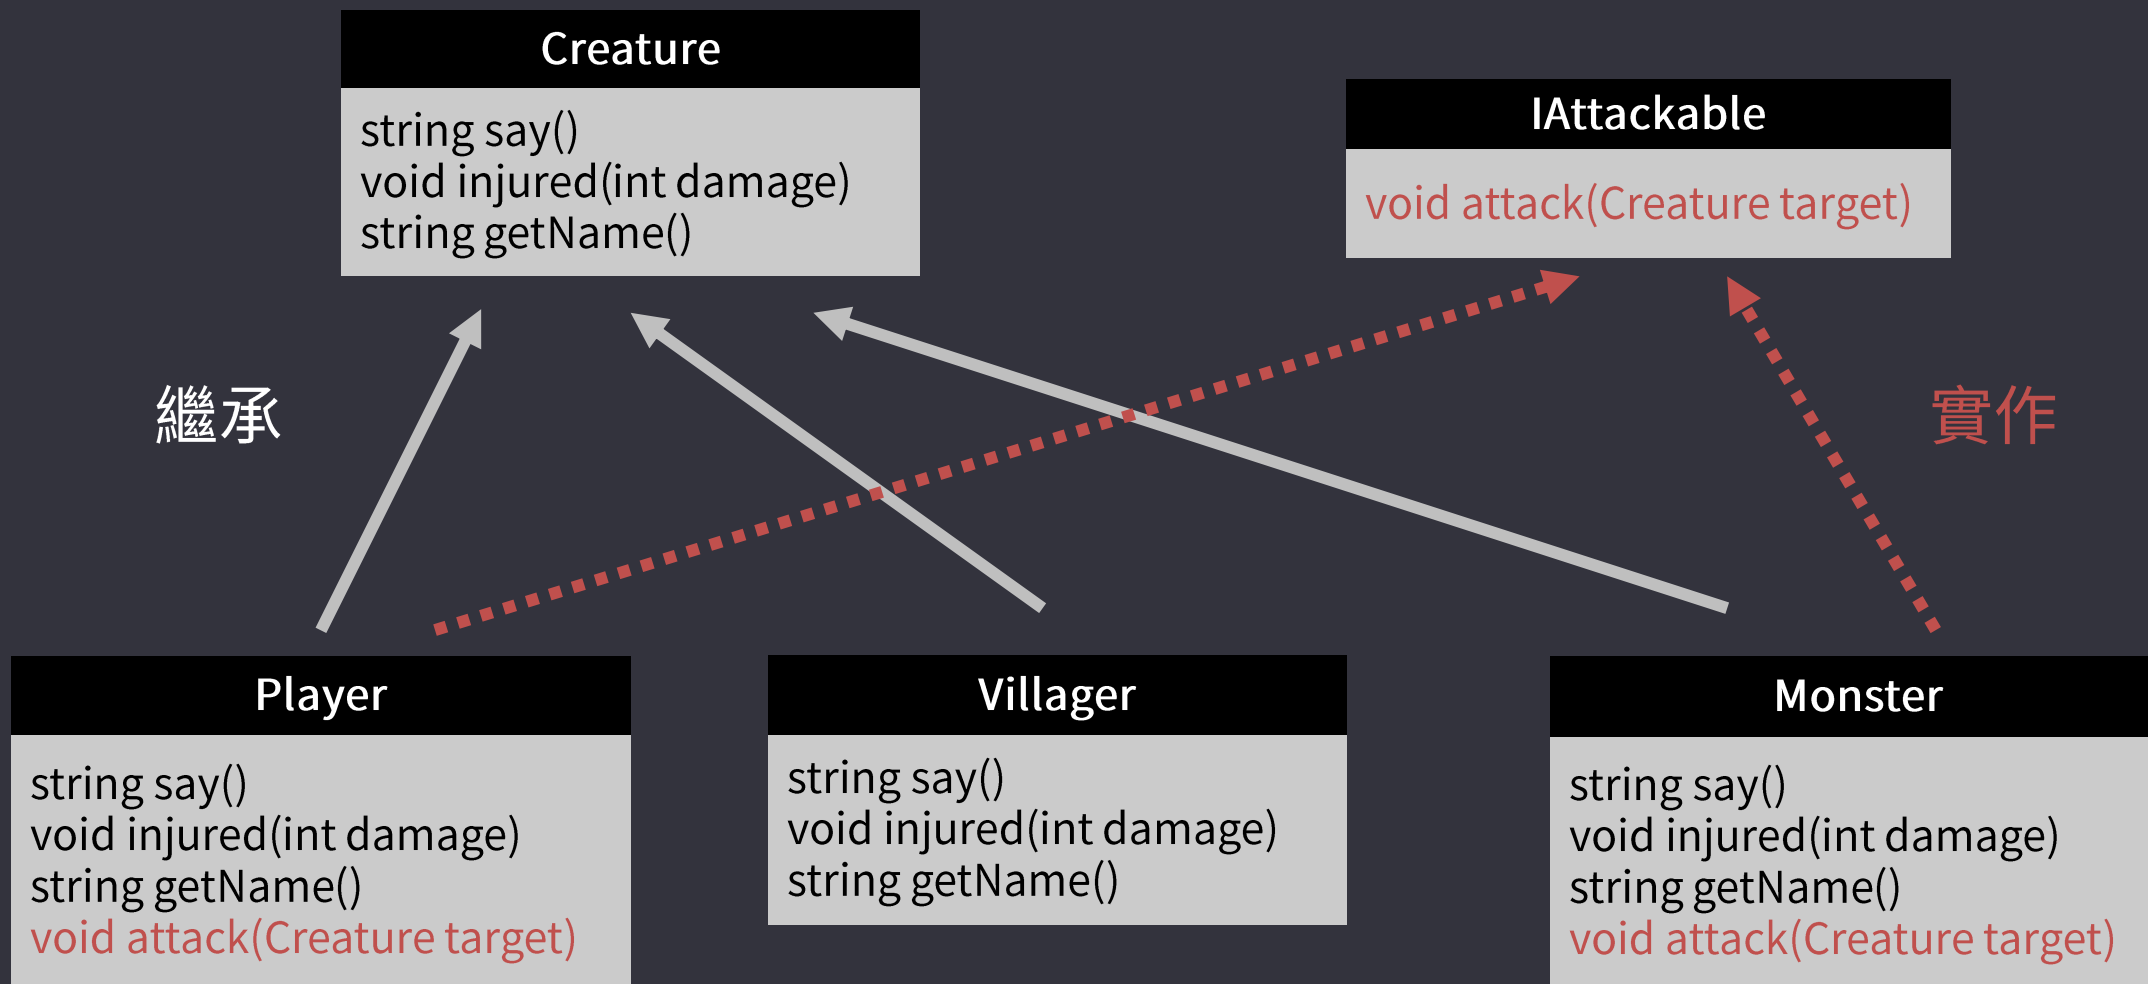 Creature
string say()
void injured(int damage)
string getName()
IAttackable
void attack(Creature target)
繼承
實作
Player
string say()
void injured(int damage)
string getName()
void attack(Creature target)
Villager
string say()
void injured(int damage)
string getName()
Monster
string say()
void injured(int damage)
string getName()
void attack(Creature target)